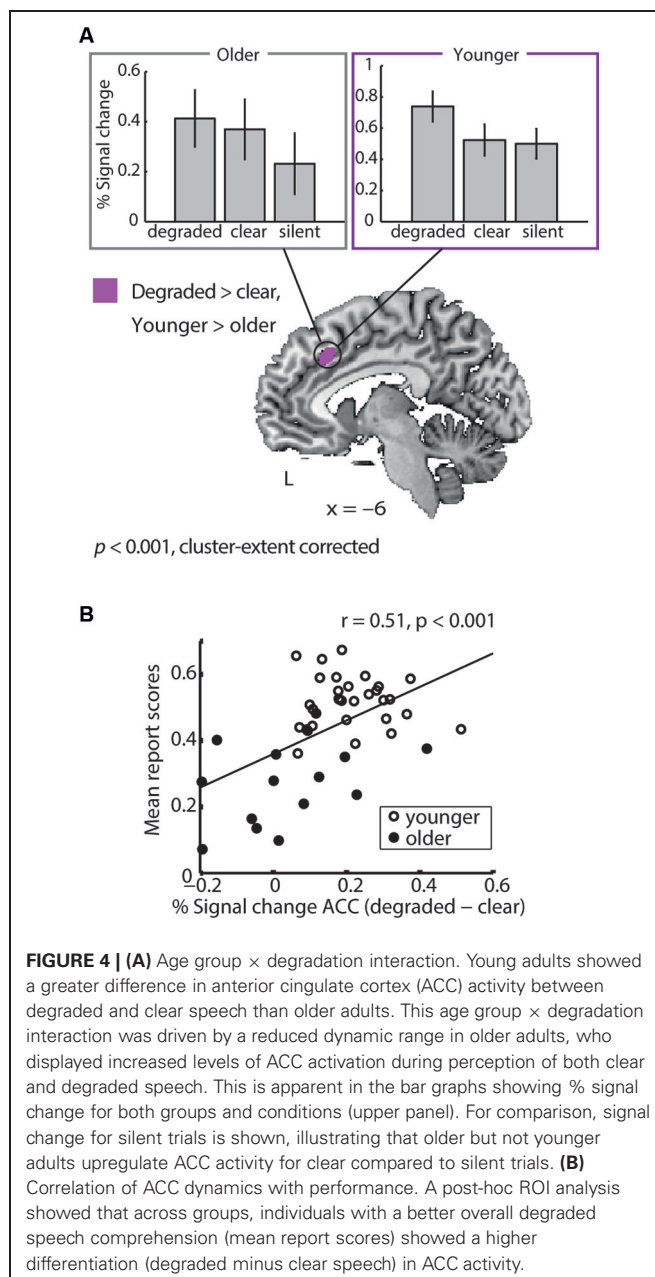 A
Older
Younger
% Signal change
0.6
0.4
0.2
0
degraded clear silent
1
0.8
0.6
0.4
0.2
0
degraded clear silent
Degraded > clear,
Younger > older
L
x = –6
p < 0.001, cluster-extent corrected
B
r = 0.51, p < 0.001
Mean report scores
0.6
0.4
0.2
0
younger
older
–0.2 0 0.2 0.4 0.6
% Signal change ACC (degraded – clear)
FIGURE 4 | (A) Age group × degradation interaction. Young adults showed
a greater difference in anterior cingulate cortex (ACC) activity between
degraded and clear speech than older adults. This age group × degradation
interaction was driven by a reduced dynamic range in older adults, who
displayed increased levels of ACC activation during perception of both clear
and degraded speech. This is apparent in the bar graphs showing % signal
change for both groups and conditions (upper panel). For comparison, signal
change for silent trials is shown, illustrating that older but not younger
adults upregulate ACC activity for clear compared to silent trials. (B)
Correlation of ACC dynamics with performance. A post-hoc ROI analysis
showed that across groups, individuals with a better overall degraded
speech comprehension (mean report scores) showed a higher
differentiation (degraded minus clear speech) in ACC activity.